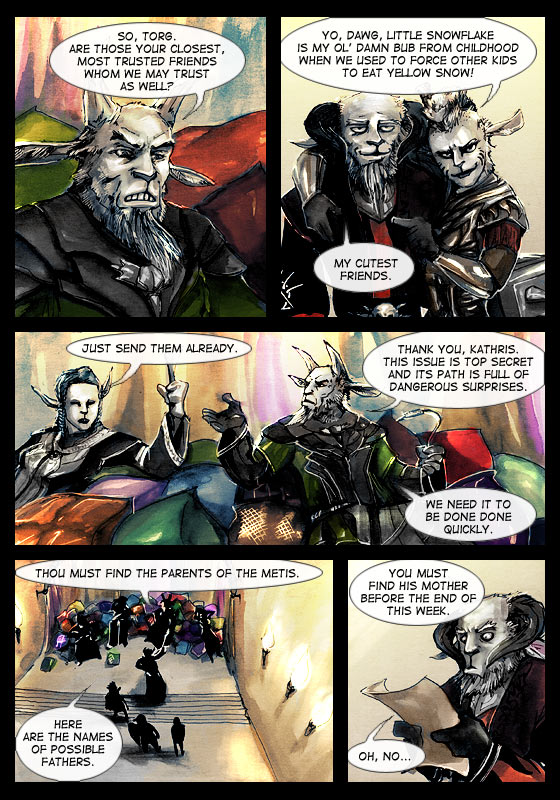 SO, TORG.
ARE THOSE YOUR CLOSEST,
MOST TRUSTED FRIENDS
WHOM WE MAY TRUST
AS WELL?
YO, DAWG, LITTLE SNOWFLAKE
IS MY OL' DAMN BUB FROM CHILDHOOD
WHEN WE USED TO FORCE OTHER KIDS
TO EAT YELLOW SNOW!
MY CUTEST
FRIENDS.
JUST SEND THEM ALREADY.
THANK YOU, KATHRIS.
THIS ISSUE IS TOP SECRET
AND ITS PATH IS FULL OF
DANGEROUS SURPRISES.
WE NEED IT TO
BE DONE DONE
QUICKLY.
THOU MUST FIND THE PARENTS OF THE METIS.
HERE
ARE THE NAMES
OF POSSIBLE
FATHERS.
YOU MUST
FIND HIS MOTHER
BEFORE THE END OF
THIS WEEK.
OH, NO...